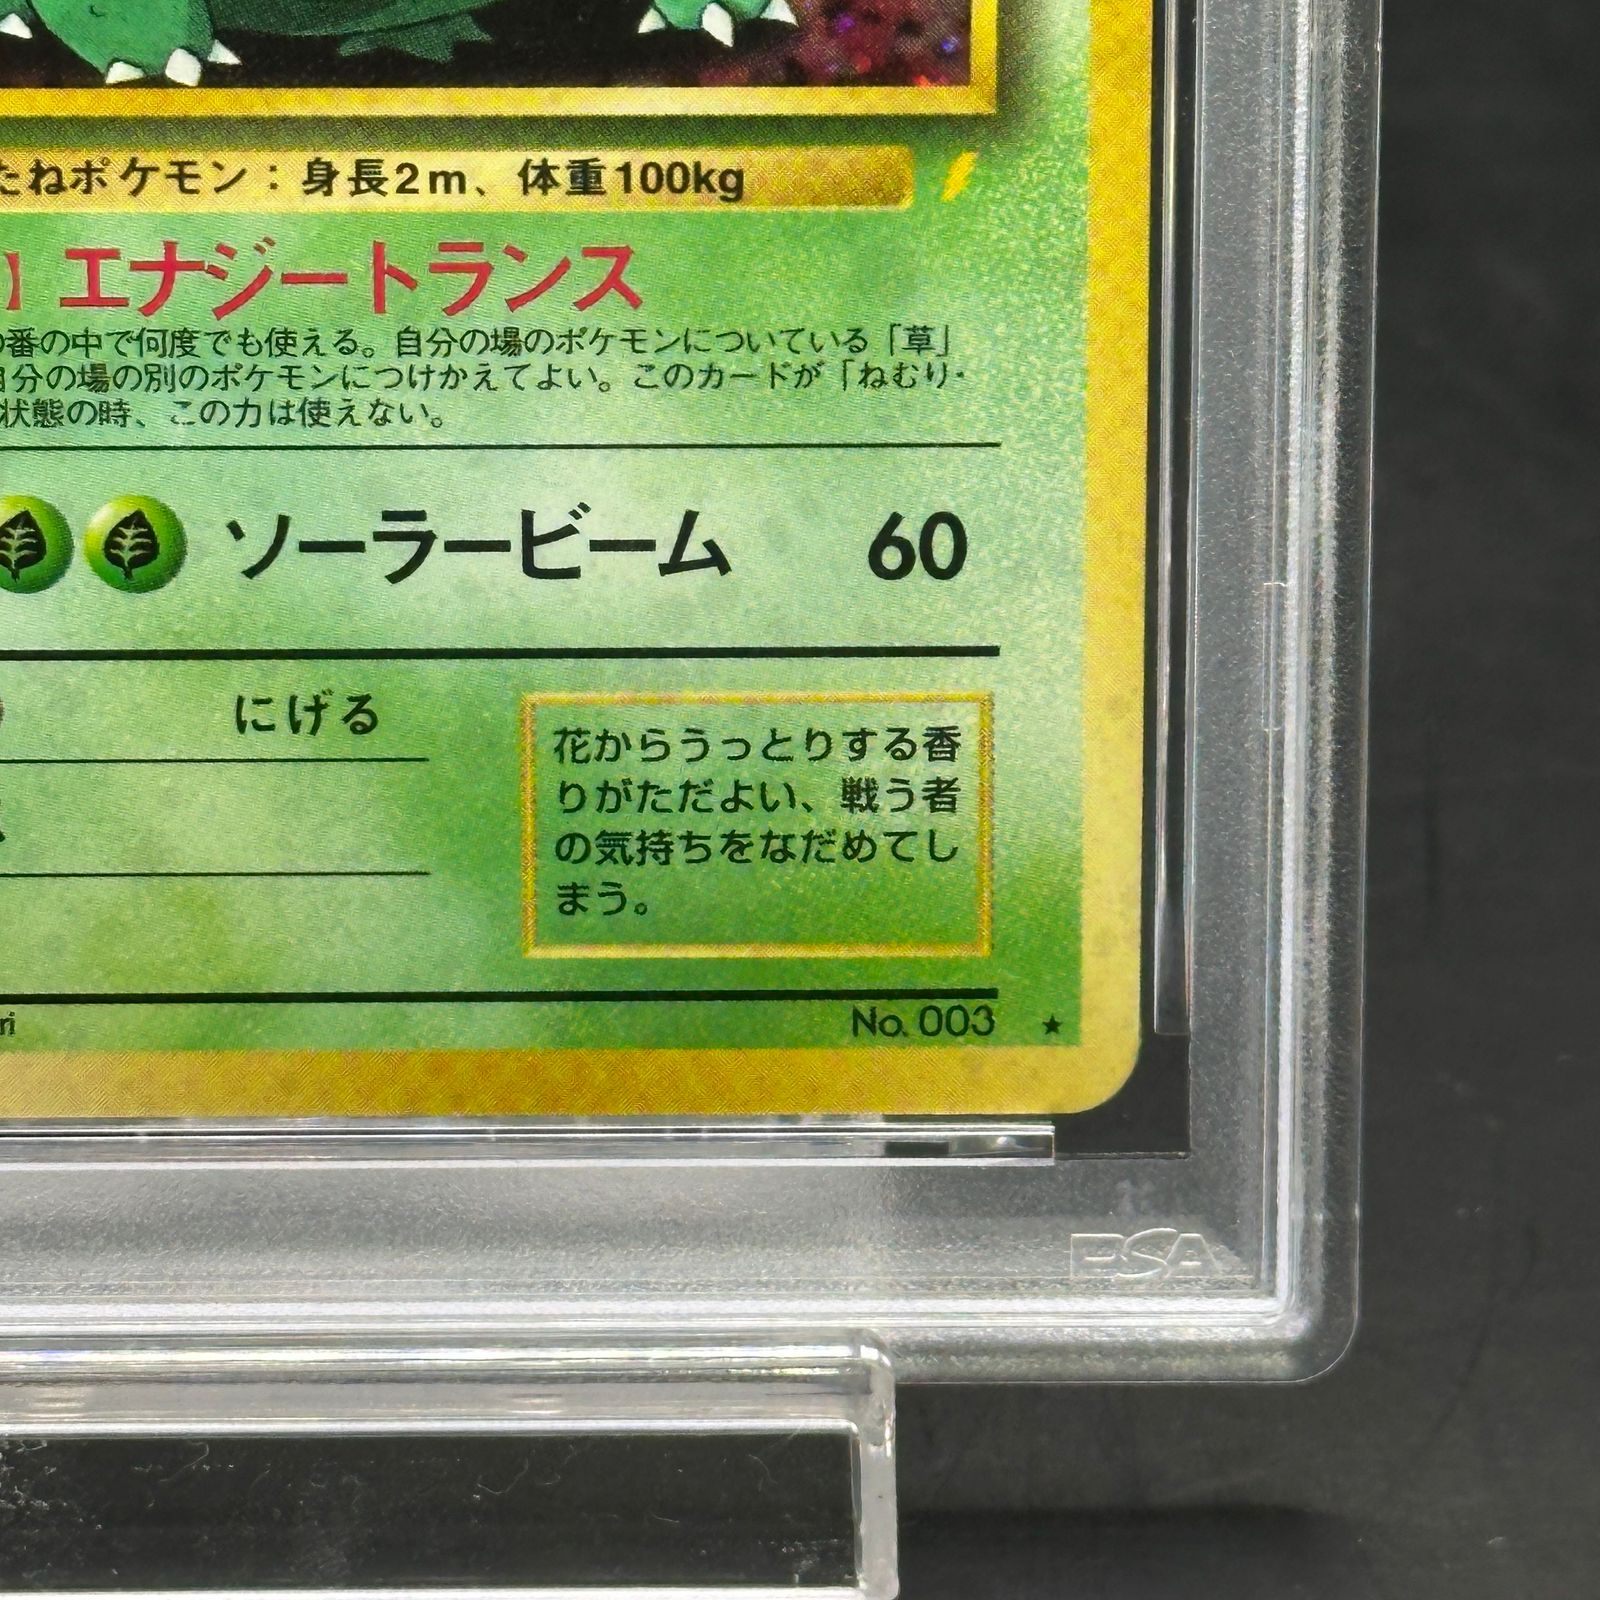 たねポケモン：身長2m、体重100kg
】エナジートランス
の番の中で何度でも使える。自分の場のポケモンについている「草」
自分の場の別のポケモンにつけかえてよい。このカードが「ねむり・
状態の時、この力は使えない。
ソーラービーム 60
にげる
花からうっとりする香
りがただよい、戦う者
の気持ちをなだめてし
まう。
ri No. 003 ★
PSA